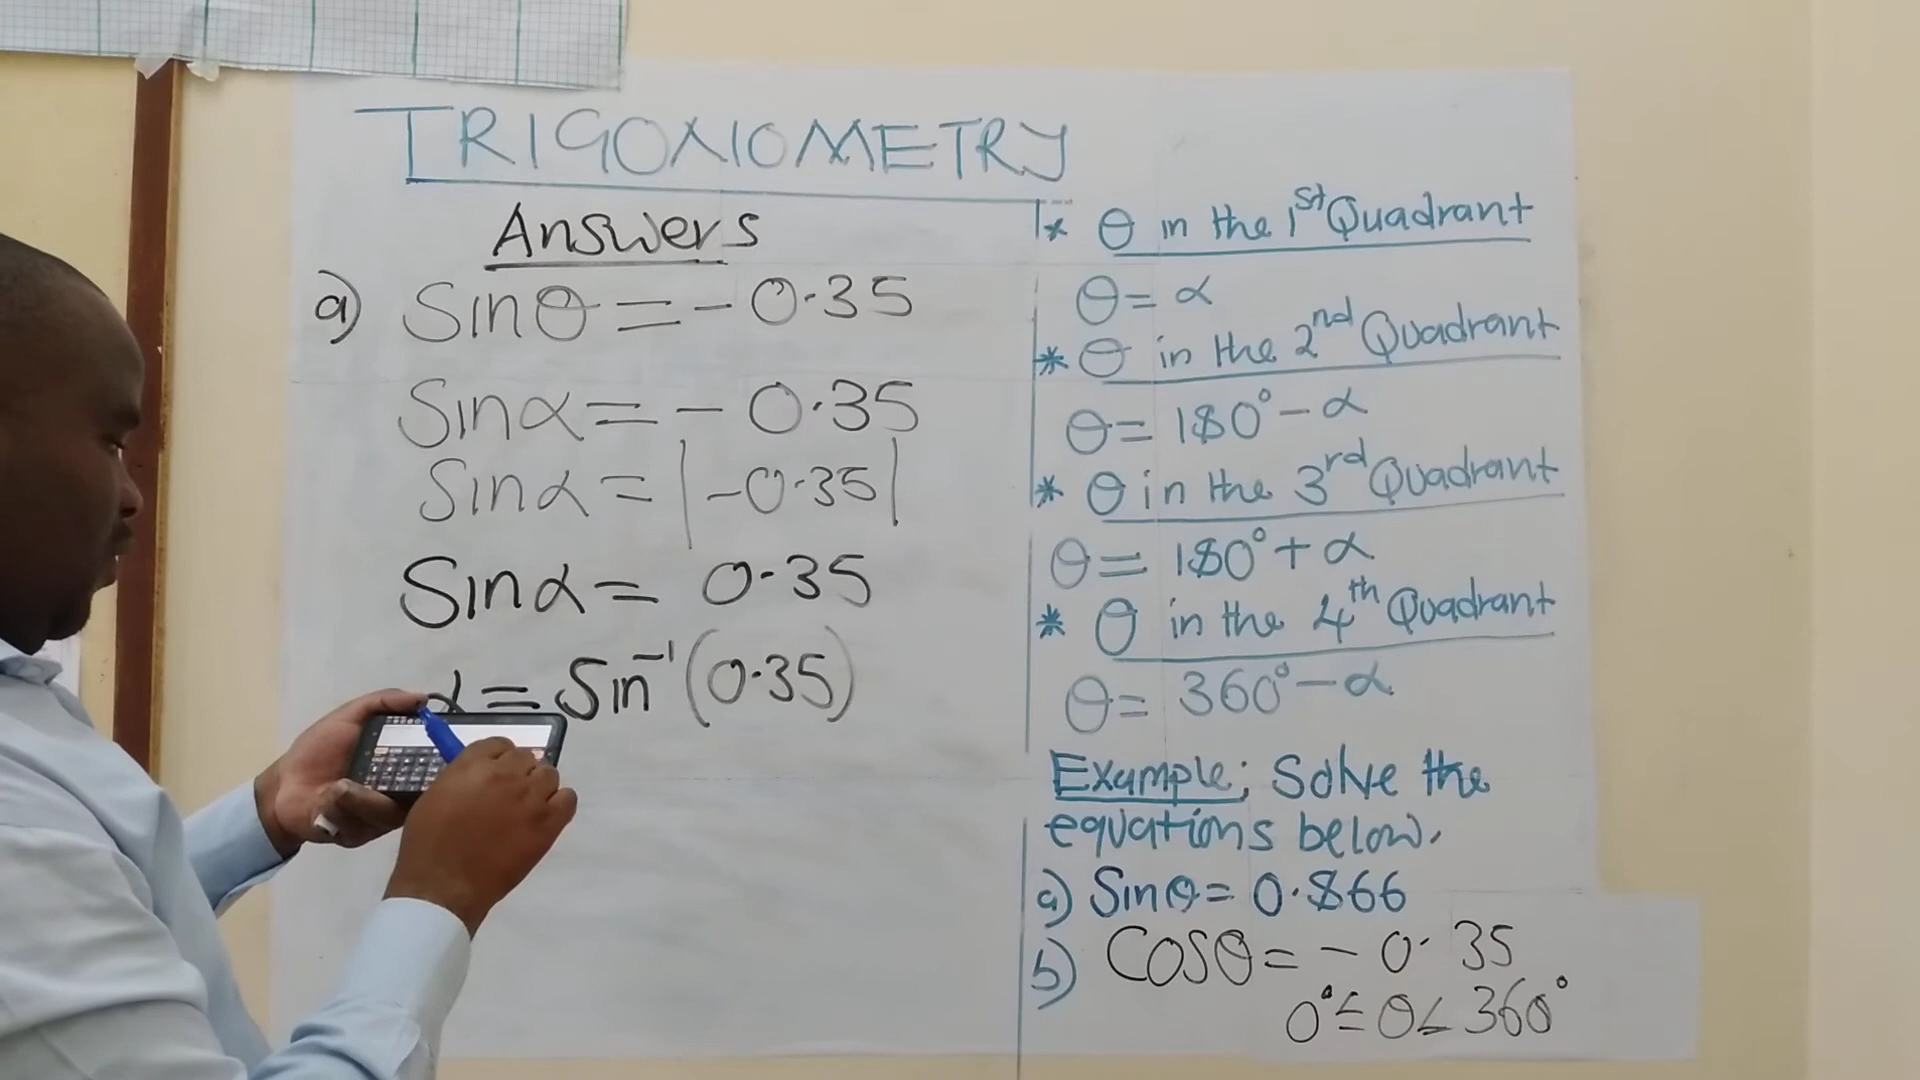 TRIGONOMETRY
Answers
a) Sinθ = - 0.35
Sinα = - 0.35
Sinα = |-0.35|
Sinα = 0.35
α = Sin⁻¹(0.35)
* θ in the 1st Quadrant
θ = α
* θ in the 2nd Quadrant
θ = 180° - α
* θ in the 3rd Quadrant
θ = 180° + α
* θ in the 4th Quadrant
θ = 360° - α
Example; Solve the
equations below.
a) Sinθ = 0.866
b) Cosθ = - 0.35
0° ≤ θ ≤ 360°